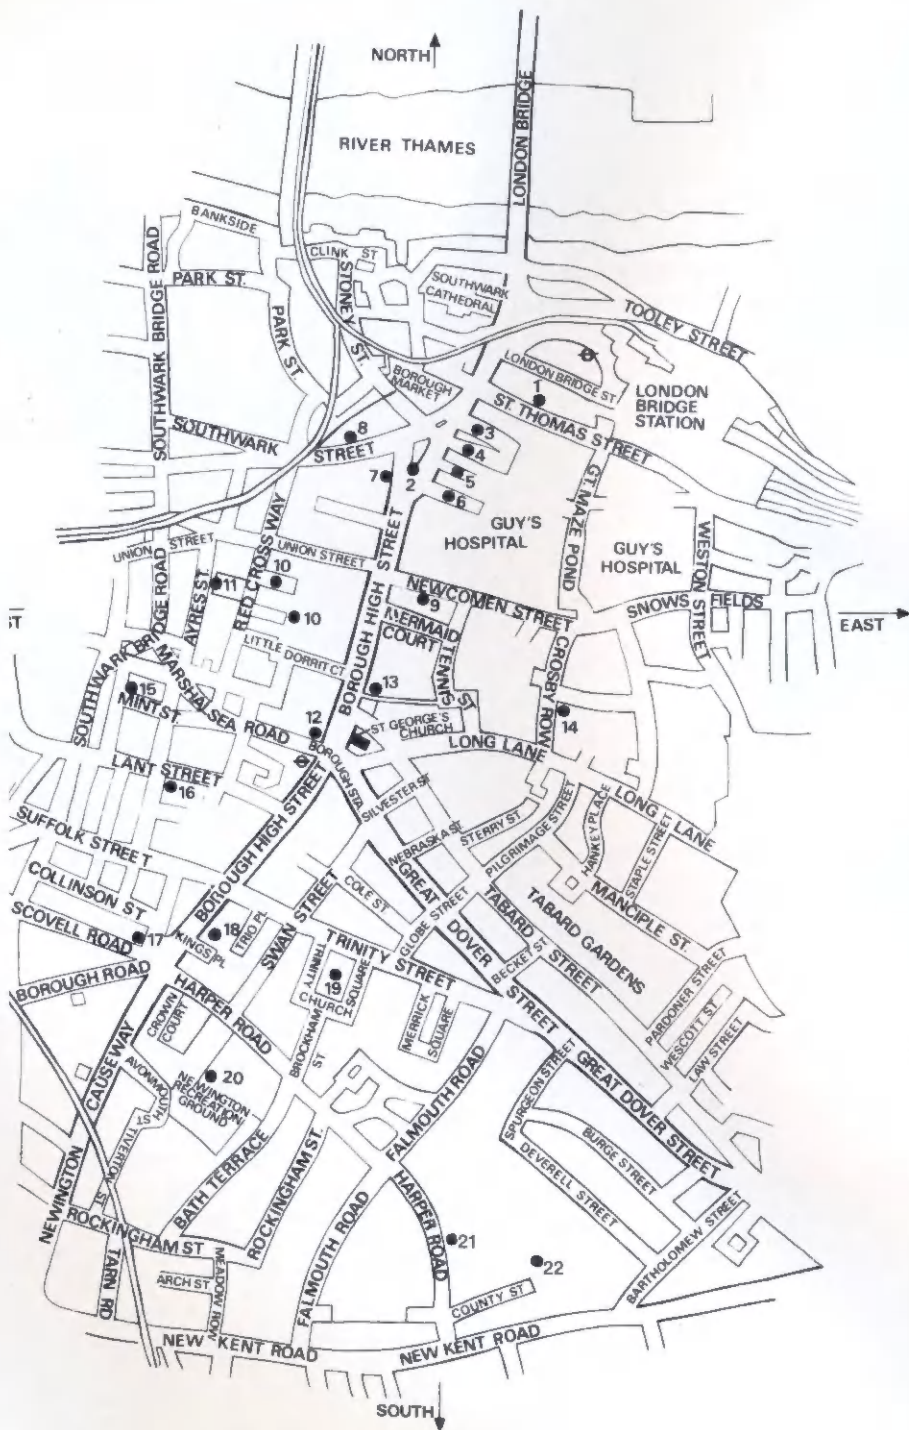 NORTH
LONDON BRIDGE
RIVER THAMES
BANKSIDE
CLINK ST
SOUTHWARK BRIDGE ROAD
PARK ST.
STONEY ST.
SOUTHWARK
CATHEDRAL
TOOLEY STREET
PARK ST.
BOROUGH
MARKET
LONDON BRIDGE ST
1
LONDON
BRIDGE
STATION
ST. THOMAS STREET
SOUTHWARK STREET
8
3
4
7
2
5
6
GT. MAZE POND
GUY'S
HOSPITAL
GUY'S
HOSPITAL
WESTON STREET
UNION STREET
RED CROSS WAY
UNION STREET
BOROUGH HIGH STREET
AYRES ST.
11
10
10
9
NEWCOMEN STREET
MERMAID
COURT
SNOWS FIELDS
ST
EAST
LITTLE DORRIT CT
TENNIS ST
CROSBY ROW
SOUTHWARK BRIDGE ROAD
MARSHALSEA ROAD
15
MINT ST.
13
14
12
ST GEORGE'S
CHURCH
BOROUGH STA
LONG LANE
LANT STREET
16
SILVESTER ST
LONG LANE
SUFFOLK STREET
BOROUGH HIGH STREET
NEBRASKA ST
STERRY ST
PILGRIMAGE STREET
HANKEY PLACE
STAPLE STREET
COLLINSON ST
COLE ST
GREAT DOVER STREET
TABARD STREET
TABARD GARDENS
MANCIPLE ST.
SCOVELL ROAD
17
18
KINGS PL
TRIO PL
SWAN STREET
TRINITY STREET
GLOBE STREET
BECKET ST
BOROUGH ROAD
TRINITY
CHURCH
SQUARE
19
PARDONER STREET
HARPER ROAD
CROWN
COURT
BROCKHAM ST
MERRICK
SQUARE
WESCOTT ST.
LAW STREET
NEWINGTON CAUSEWAY
AVONMOUTH ST
20
NEWINGTON
RECREATION
GROUND
FALMOUTH ROAD
SPURGEON STREET
GREAT DOVER STREET
TIVERTON ST
BATH TERRACE
ROCKINGHAM ST.
BURGE STREET
DEVERELL STREET
HARPER ROAD
BARTHOLOMEW STREET
ROCKINGHAM ST
FALMOUTH ROAD
21
22
TARN RD
ARCH ST
MEADOW ROW
COUNTY ST
NEW KENT ROAD
NEW KENT ROAD
SOUTH